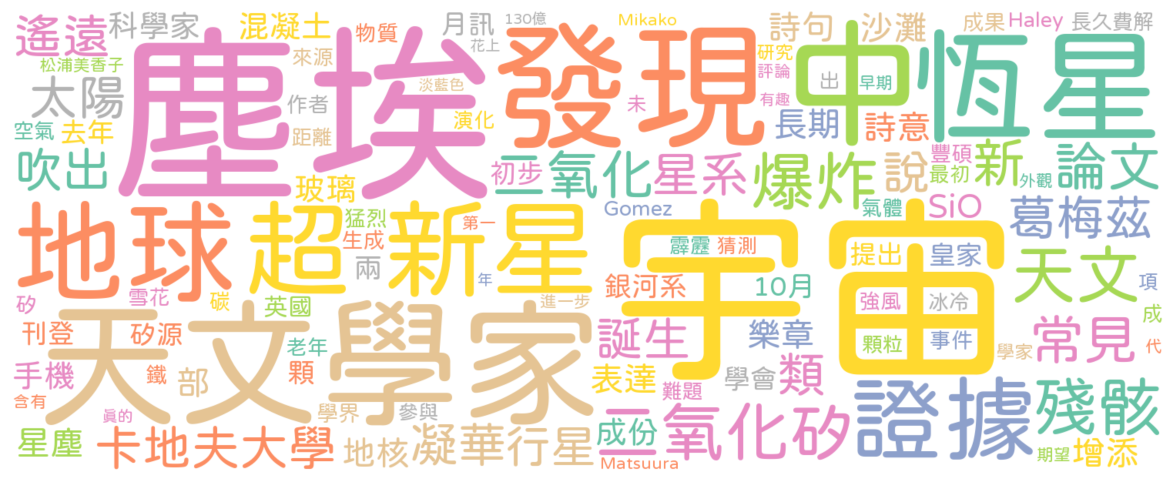 遙遠
科學家
混凝土
物質
月訊
花上
130億
Mikako
詩句
沙灘
成果
Haley
長久費解
松浦美香子
來源
淡藍色
塵埃
發現
中
恆星
研究
評論
有趣
出
早期
太陽
作者
距離
演化
未
長期
詩意
空氣
去年
吹出
玻璃
初步
二氧化
星系
爆炸
說
豐碩
最初
新
外觀
論文
地球
超新星
猛烈
生成
第一
兩
Gomez
宇宙
氣體
SiO
葛梅茲
霹靂
猜測
提出
皇家
天文
銀河系
10月
強風
冰冷
項
矽
雪花
碳
英國
年
進一步
刊登
矽源
老年
天文學家
誕生
樂章
顆粒
事件
學家
常見
成
代
手機
鐵
部
顆
表達
難題
學會
類
含有
真的
學界
參與
星塵
卡地夫大學
地核
凝華
行星
成份
二氧化矽
Matsuura
證據
殘骸
期望
增添